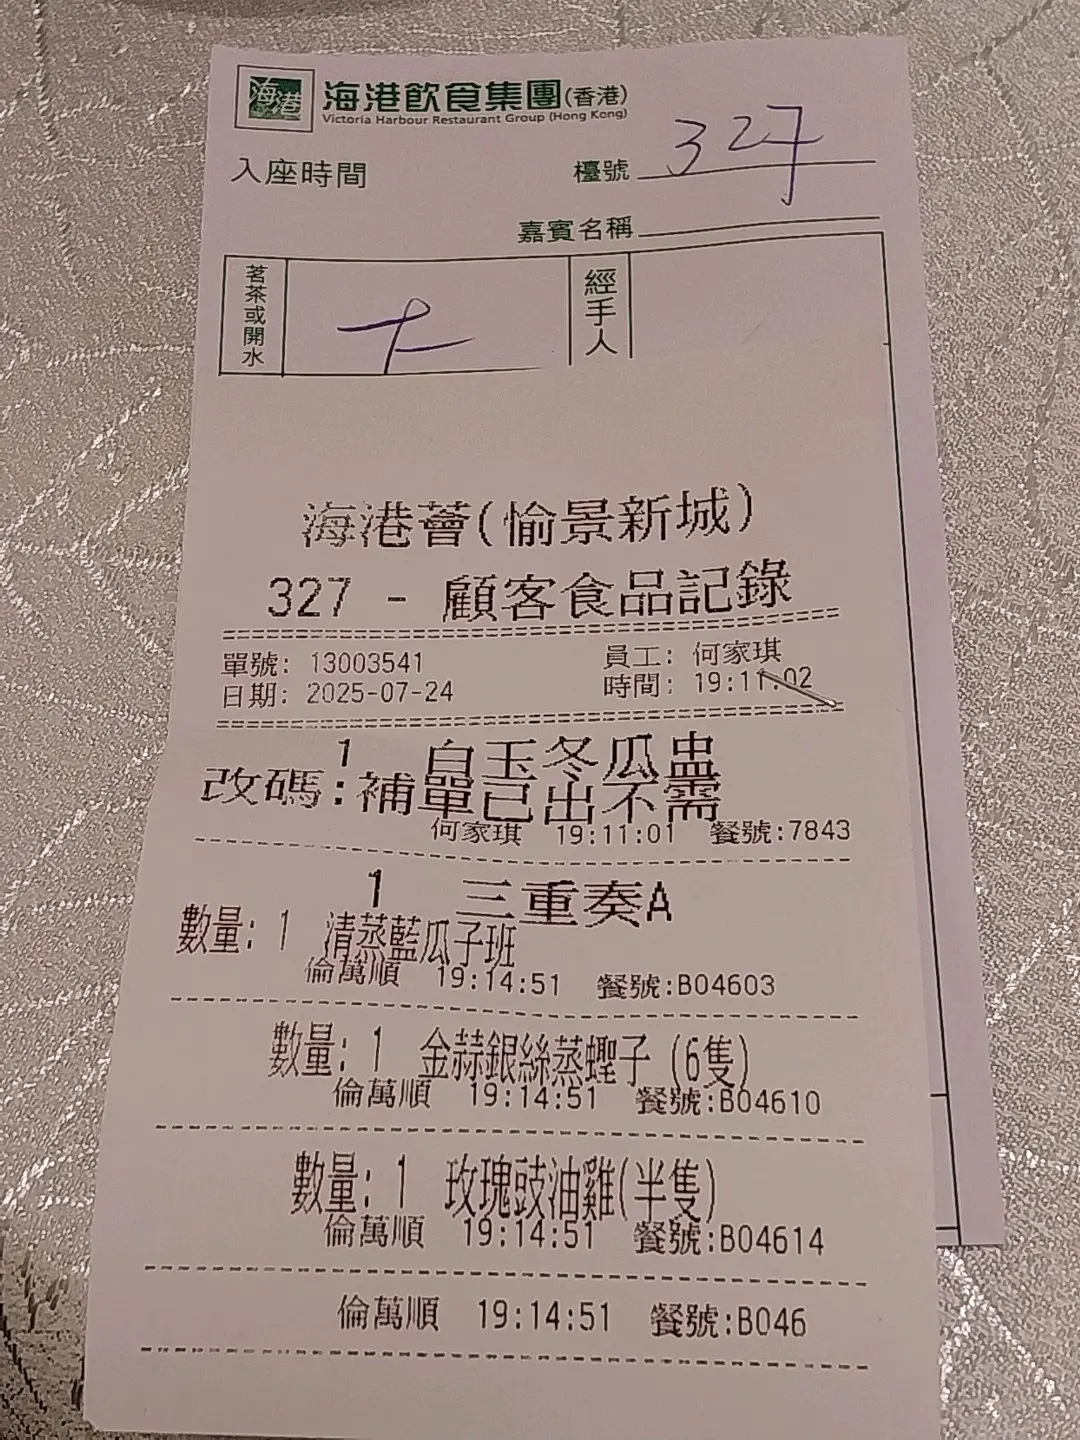 海港
海港飲食集團(香港)
Victoria Harbour Restaurant Group (Hong Kong)
入座時間
檯號 327
嘉賓名稱
茗茶或開水
經手人
海港薈(愉景新城)
327 - 顧客食品記錄
單號: 13003541 員工: 何家琪
日期: 2025-07-24 時間: 19:11:02
1 白玉冬瓜盅
改碼:補單已出不需
何家琪 19:11:01 餐號:7843
1 三重奏A
數量: 1 清蒸藍瓜子班
倫萬順 19:14:51 餐號:B04603
數量: 1 金蒜銀絲蒸蟶子 (6隻)
倫萬順 19:14:51 餐號:B04610
數量: 1 玫瑰豉油雞(半隻)
倫萬順 19:14:51 餐號:B04614
倫萬順 19:14:51 餐號:B046